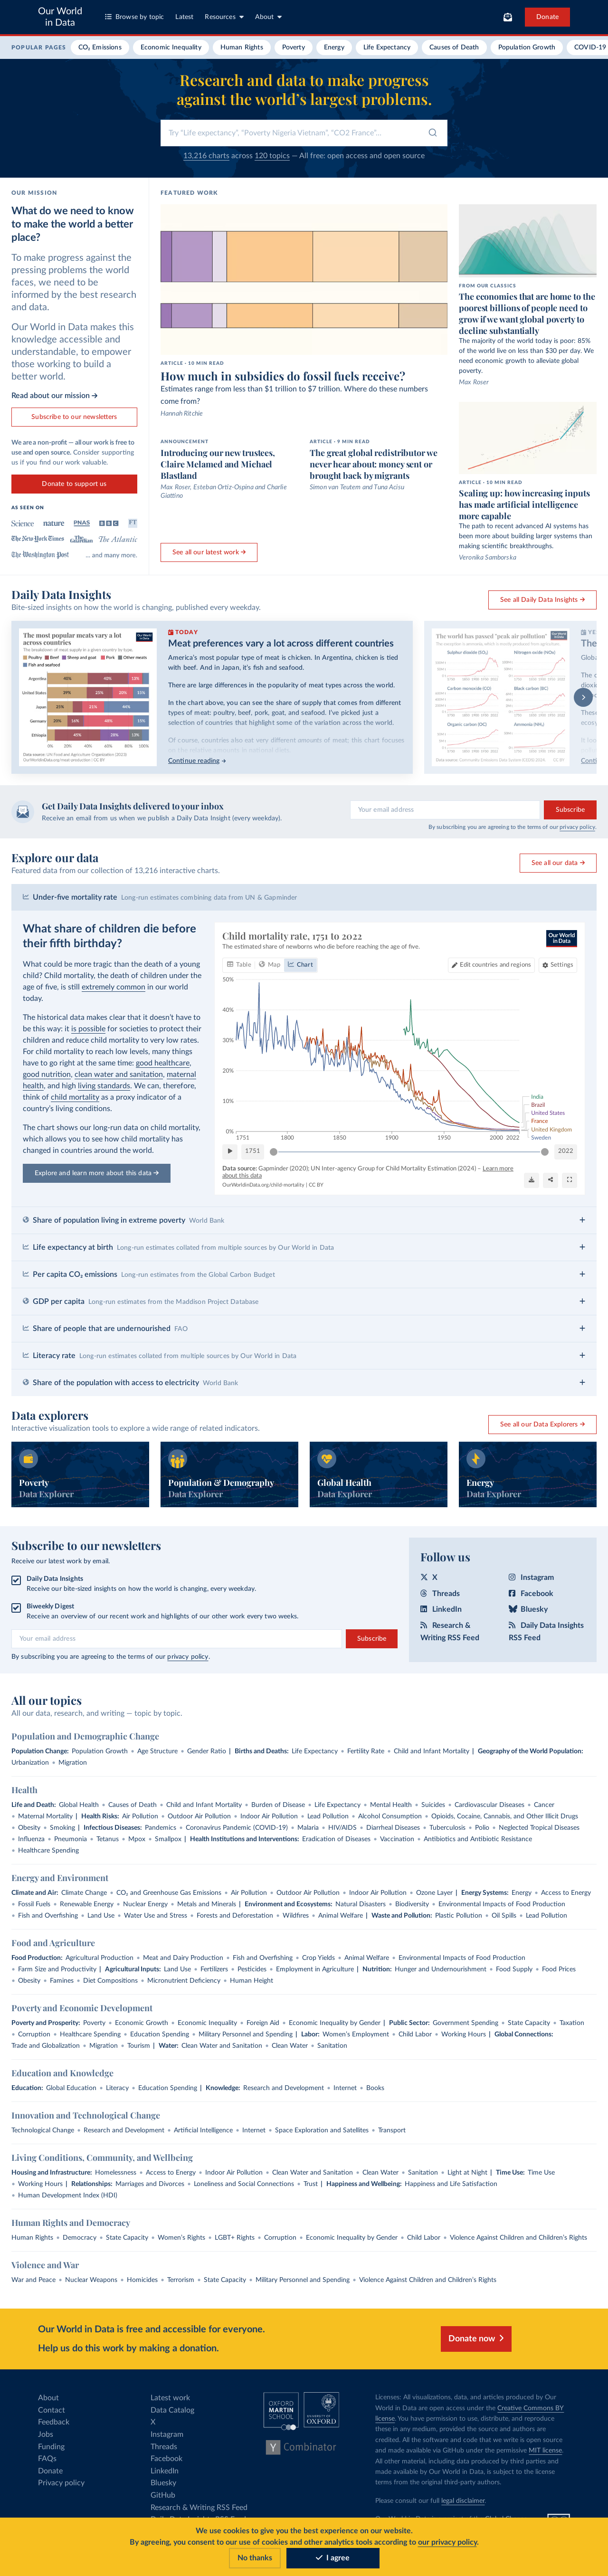 Our World
in Data
Browse by topic
Latest
Resources
About
Donate
POPULAR PAGES
CO₂ Emissions
Economic Inequality
Human Rights
Poverty
Energy
Life Expectancy
Causes of Death
Population Growth
COVID-19
Research and data to make progress
against the world's largest problems.
Try "Life expectancy", "Poverty Nigeria Vietnam", "CO2 France"...
13,216 charts across 120 topics — All free: open access and open source
OUR MISSION
What do we need to know
to make the world a better
place?
To make progress against the
pressing problems the world
faces, we need to be
informed by the best research
and data.
Our World in Data makes this
knowledge accessible and
understandable, to empower
those working to build a
better world.
Read about our mission →
Subscribe to our newsletters
We are a non-profit — all our work is free to
use and open source. Consider supporting
us if you find our work valuable.
Donate to support us
AS SEEN ON
Science nature PNAS BBC FT
The New York Times The Guardian The Atlantic
The Washington Post ... and many more.
FEATURED WORK
ARTICLE • 10 MIN READ
How much in subsidies do fossil fuels receive?
Estimates range from less than $1 trillion to $7 trillion. Where do these numbers
come from?
Hannah Ritchie
ANNOUNCEMENT
Introducing our new trustees,
Claire Melamed and Michael
Blastland
Max Roser, Esteban Ortiz-Ospina and Charlie
Giattino
ARTICLE • 9 MIN READ
The great global redistributor we
never hear about: money sent or
brought back by migrants
Simon van Teutem and Tuna Acisu
See all our latest work →
FROM OUR CLASSICS
The economies that are home to the
poorest billions of people need to
grow if we want global poverty to
decline substantially
The majority of the world today is poor: 85%
of the world live on less than $30 per day. We
need economic growth to alleviate global
poverty.
Max Roser
ARTICLE • 10 MIN READ
Scaling up: how increasing inputs
has made artificial intelligence
more capable
The path to recent advanced AI systems has
been more about building larger systems than
making scientific breakthroughs.
Veronika Samborska
Daily Data Insights
Bite-sized insights on how the world is changing, published every weekday.
See all Daily Data Insights →
The most popular meats vary a lot
across countries
Poultry Beef Sheep and goat Pork Other meats
Fish and seafood
Argentina
United States
Japan
Germany
Ethiopia
0% 20% 40% 60% 80% 100%
TODAY
Meat preferences vary a lot across different countries
America's most popular type of meat is chicken. In Argentina, chicken is tied
with beef. And in Japan, it's fish and seafood.
There are large differences in the popularity of meat types across the world.
In the chart above, you can see the share of supply that comes from different
types of meat: poultry, beef, pork, goat, and seafood. I've picked just a
selection of countries that highlight some of the variation across the world.
Of course, countries also eat very different amounts of meat; this chart focuses
Continue reading →
The world has passed "peak air pollution"
Sulphur dioxide (SO₂) Nitrogen oxide (NOx)
Carbon monoxide (CO) Black carbon (BC)
Organic carbon (OC) Ammonia (NH₃)
Get Daily Data Insights delivered to your inbox
Receive an email from us when we publish a Daily Data Insight (every weekday).
Your email address
Subscribe
By subscribing you are agreeing to the terms of our privacy policy.
Explore our data
Featured data from our collection of 13,216 interactive charts.
See all our data →
Under-five mortality rate Long-run estimates combining data from UN & Gapminder
What share of children die before
their fifth birthday?
What could be more tragic than the death of a young
child? Child mortality, the death of children under the
age of five, is still extremely common in our world
today.
The historical data makes clear that it doesn't have to
be this way: it is possible for societies to protect their
children and reduce child mortality to very low rates.
For child mortality to reach low levels, many things
have to go right at the same time: good healthcare,
good nutrition, clean water and sanitation, maternal
health, and high living standards. We can, therefore,
think of child mortality as a proxy indicator of a
country's living conditions.
The chart shows our long-run data on child mortality,
which allows you to see how child mortality has
changed in countries around the world.
Explore and learn more about this data →
Child mortality rate, 1751 to 2022
The estimated share of newborns who die before reaching the age of five.
Our World
in Data
Table Map Chart
Edit countries and regions Settings
50%
40%
30%
20%
10%
0%
1751 1800 1850 1900 1950 2000 2022
India
Brazil
United States
France
United Kingdom
Sweden
1751 2022
Data source: Gapminder (2020); UN Inter-agency Group for Child Mortality Estimation (2024) – Learn more
about this data
OurWorldInData.org/child-mortality | CC BY
Share of population living in extreme poverty World Bank +
Life expectancy at birth Long-run estimates collated from multiple sources by Our World in Data +
Per capita CO₂ emissions Long-run estimates from the Global Carbon Budget +
GDP per capita Long-run estimates from the Maddison Project Database +
Share of people that are undernourished FAO +
Literacy rate Long-run estimates collated from multiple sources by Our World in Data +
Share of the population with access to electricity World Bank +
Data explorers
Interactive visualization tools to explore a wide range of related indicators.
See all our Data Explorers →
Poverty
Data Explorer
Population & Demography
Data Explorer
Global Health
Data Explorer
Energy
Data Explorer
Subscribe to our newsletters
Receive our latest work by email.
Daily Data Insights
Receive our bite-sized insights on how the world is changing, every weekday.
Biweekly Digest
Receive an overview of our recent work and highlights of our other work every two weeks.
Your email address
Subscribe
By subscribing you are agreeing to the terms of our privacy policy.
Follow us
X
Instagram
Threads
Facebook
LinkedIn
Bluesky
Research &
Writing RSS Feed
Daily Data Insights
RSS Feed
All our topics
All our data, research, and writing — topic by topic.
Population and Demographic Change
Population Change: Population Growth • Age Structure • Gender Ratio | Births and Deaths: Life Expectancy • Fertility Rate • Child and Infant Mortality | Geography of the World Population:
Urbanization • Migration
Health
Life and Death: Global Health • Causes of Death • Child and Infant Mortality • Burden of Disease • Life Expectancy • Mental Health • Suicides • Cardiovascular Diseases • Cancer
• Maternal Mortality | Health Risks: Air Pollution • Outdoor Air Pollution • Indoor Air Pollution • Lead Pollution • Alcohol Consumption • Opioids, Cocaine, Cannabis, and Other Illicit Drugs
• Obesity • Smoking | Infectious Diseases: Pandemics • Coronavirus Pandemic (COVID-19) • Malaria • HIV/AIDS • Diarrheal Diseases • Tuberculosis • Polio • Neglected Tropical Diseases
• Influenza • Pneumonia • Tetanus • Mpox • Smallpox | Health Institutions and Interventions: Eradication of Diseases • Vaccination • Antibiotics and Antibiotic Resistance
• Healthcare Spending
Energy and Environment
Climate and Air: Climate Change • CO₂ and Greenhouse Gas Emissions • Air Pollution • Outdoor Air Pollution • Indoor Air Pollution • Ozone Layer | Energy Systems: Energy • Access to Energy
• Fossil Fuels • Renewable Energy • Nuclear Energy • Metals and Minerals | Environment and Ecosystems: Natural Disasters • Biodiversity • Environmental Impacts of Food Production
• Fish and Overfishing • Land Use • Water Use and Stress • Forests and Deforestation • Wildfires • Animal Welfare | Waste and Pollution: Plastic Pollution • Oil Spills • Lead Pollution
Food and Agriculture
Food Production: Agricultural Production • Meat and Dairy Production • Fish and Overfishing • Crop Yields • Animal Welfare • Environmental Impacts of Food Production
• Farm Size and Productivity | Agricultural Inputs: Land Use • Fertilizers • Pesticides • Employment in Agriculture | Nutrition: Hunger and Undernourishment • Food Supply • Food Prices
• Obesity • Famines • Diet Compositions • Micronutrient Deficiency • Human Height
Poverty and Economic Development
Poverty and Prosperity: Poverty • Economic Growth • Economic Inequality • Foreign Aid • Economic Inequality by Gender | Public Sector: Government Spending • State Capacity • Taxation
• Corruption • Healthcare Spending • Education Spending • Military Personnel and Spending | Labor: Women's Employment • Child Labor • Working Hours | Global Connections:
Trade and Globalization • Migration • Tourism | Water: Clean Water and Sanitation • Clean Water • Sanitation
Education and Knowledge
Education: Global Education • Literacy • Education Spending | Knowledge: Research and Development • Internet • Books
Innovation and Technological Change
Technological Change • Research and Development • Artificial Intelligence • Internet • Space Exploration and Satellites • Transport
Living Conditions, Community, and Wellbeing
Housing and Infrastructure: Homelessness • Access to Energy • Indoor Air Pollution • Clean Water and Sanitation • Clean Water • Sanitation • Light at Night | Time Use: Time Use
• Working Hours | Relationships: Marriages and Divorces • Loneliness and Social Connections • Trust | Happiness and Wellbeing: Happiness and Life Satisfaction
• Human Development Index (HDI)
Human Rights and Democracy
Human Rights • Democracy • State Capacity • Women's Rights • LGBT+ Rights • Corruption • Economic Inequality by Gender • Child Labor • Violence Against Children and Children's Rights
Violence and War
War and Peace • Nuclear Weapons • Homicides • Terrorism • State Capacity • Military Personnel and Spending • Violence Against Children and Children's Rights
Our World in Data is free and accessible for everyone.
Help us do this work by making a donation.
Donate now
About
Contact
Feedback
Jobs
Funding
FAQs
Donate
Privacy policy
Latest work
Data Catalog
X
Instagram
Threads
Facebook
LinkedIn
Bluesky
GitHub
Research & Writing RSS Feed
OXFORD
MARTIN
SCHOOL
UNIVERSITY OF
OXFORD
Y Combinator
Licenses: All visualizations, data, and articles produced by Our
World in Data are open access under the Creative Commons BY
license. You have permission to use, distribute, and reproduce
these in any medium, provided the source and authors are
credited. All the software and code that we write is open source
and made available via GitHub under the permissive MIT license.
All other material, including data produced by third parties and
made available by Our World in Data, is subject to the license
terms from the original third-party authors.
Please consult our full legal disclaimer.
We use cookies to give you the best experience on our website.
By agreeing, you consent to our use of cookies and other analytics tools according to our privacy policy.
No thanks
I agree